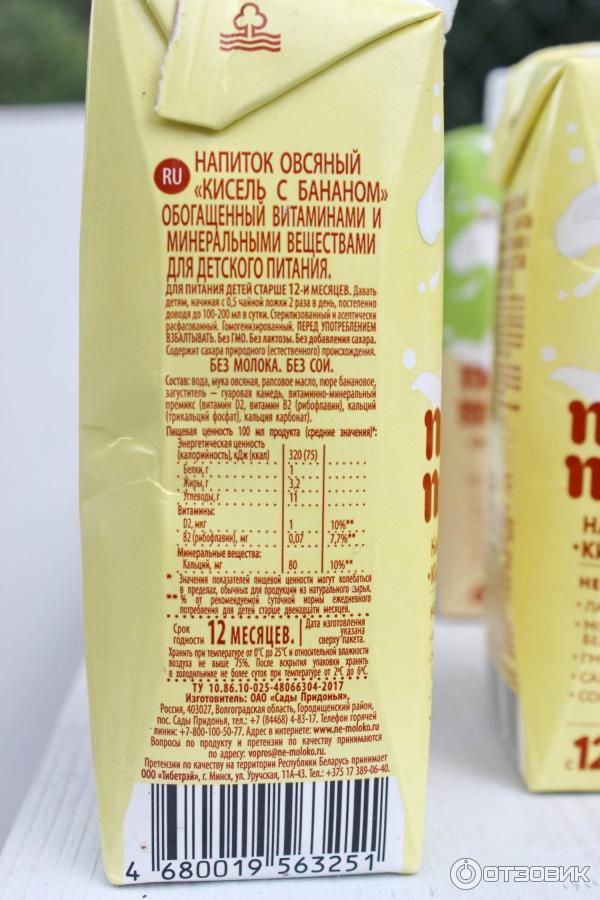 RU
НАПИТОК ОВСЯНЫЙ
«КИСЕЛЬ С БАНАНОМ»
ОБОГАЩЕННЫЙ ВИТАМИНАМИ И
МИНЕРАЛЬНЫМИ ВЕЩЕСТВАМИ
ДЛЯ ДЕТСКОГО ПИТАНИЯ.
ДЛЯ ПИТАНИЯ ДЕТЕЙ СТАРШЕ 12-И МЕСЯЦЕВ. Давать
детям, начиная с 0,5 чайной ложки 2 раза в день, постепенно
доводя до 100-200 мл в сутки. Стерилизованный и асептически
расфасованный. Гомогенизированный. ПЕРЕД УПОТРЕБЛЕНИЕМ
ВЗБАЛТЫВАТЬ. Без ГМО. Без лактозы. Без добавления сахара.
Содержит сахара природного (естественного) происхождения.
БЕЗ МОЛОКА. БЕЗ СОИ.
Состав: вода, мука овсяная, рапсовое масло, пюре банановое,
загуститель – гуаровая камедь, витаминно-минеральный
премикс (витамин D2, витамин В2 (рибофлавин), кальций
(трикальций фосфат), кальция карбонат).
Пищевая ценность 100 мл продукта (средние значения)*:
Энергетическая ценность
(калорийность), кДж (ккал) 320 (75)
Белки, г 1
Жиры, г 3,2
Углеводы, г 11
Витамины:
D2, мкг 1 10%**
В2 (рибофлавин), мг 0,07 7,7%**
Минеральные вещества:
Кальций, мг 80 10%**
* Значения показателей пищевой ценности могут колебаться
в пределах, обычных для продукции из натурального сырья.
** % от рекомендуемой суточной нормы ежедневного
потребления для детей старше двенадцати месяцев.
Срок годности 12 МЕСЯЦЕВ. Дата изготовления указана сверху пакета.
Хранить при температуре от 0°С до 25°С и относительной влажности
воздуха не выше 75%. После вскрытия упаковки хранить
в холодильнике не более суток при температуре от 2°С до 6°С.
ТУ 10.86.10-025-48066304-2017
Изготовитель: ОАО «Сады Придонья»,
Россия, 403027, Волгоградская область, Городищенский район,
пос. Сады Придонья, тел.: +7 (84468) 4-83-17. Телефон горячей
линии: +7-800-100-50-77. Адрес в интернете: www.ne-moloko.ru.
Вопросы по продукту и претензии по качеству принимаются
по адресу: vopros@ne-moloko.ru.
Претензии по качеству на территории Республики Беларусь принимает
ООО «Тибетрэй», г. Минск, ул. Уручская, 11А-43. Тел.: +375 17 389-06-40.
4 680019 563251
с 12
ОТЗОВИК